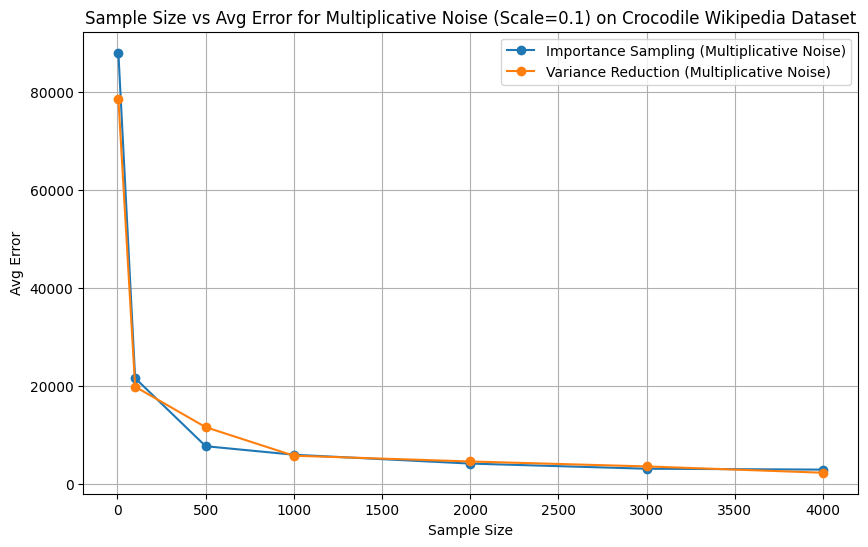 Sample Size vs Avg Error for Multiplicative Noise (Scale=0.1) on Crocodile Wikipedia Dataset
Importance Sampling (Multiplicative Noise)
Variance Reduction (Multiplicative Noise)
Avg Error
80000
60000
40000
20000
0
0 500 1000 1500 2000 2500 3000 3500 4000
Sample Size